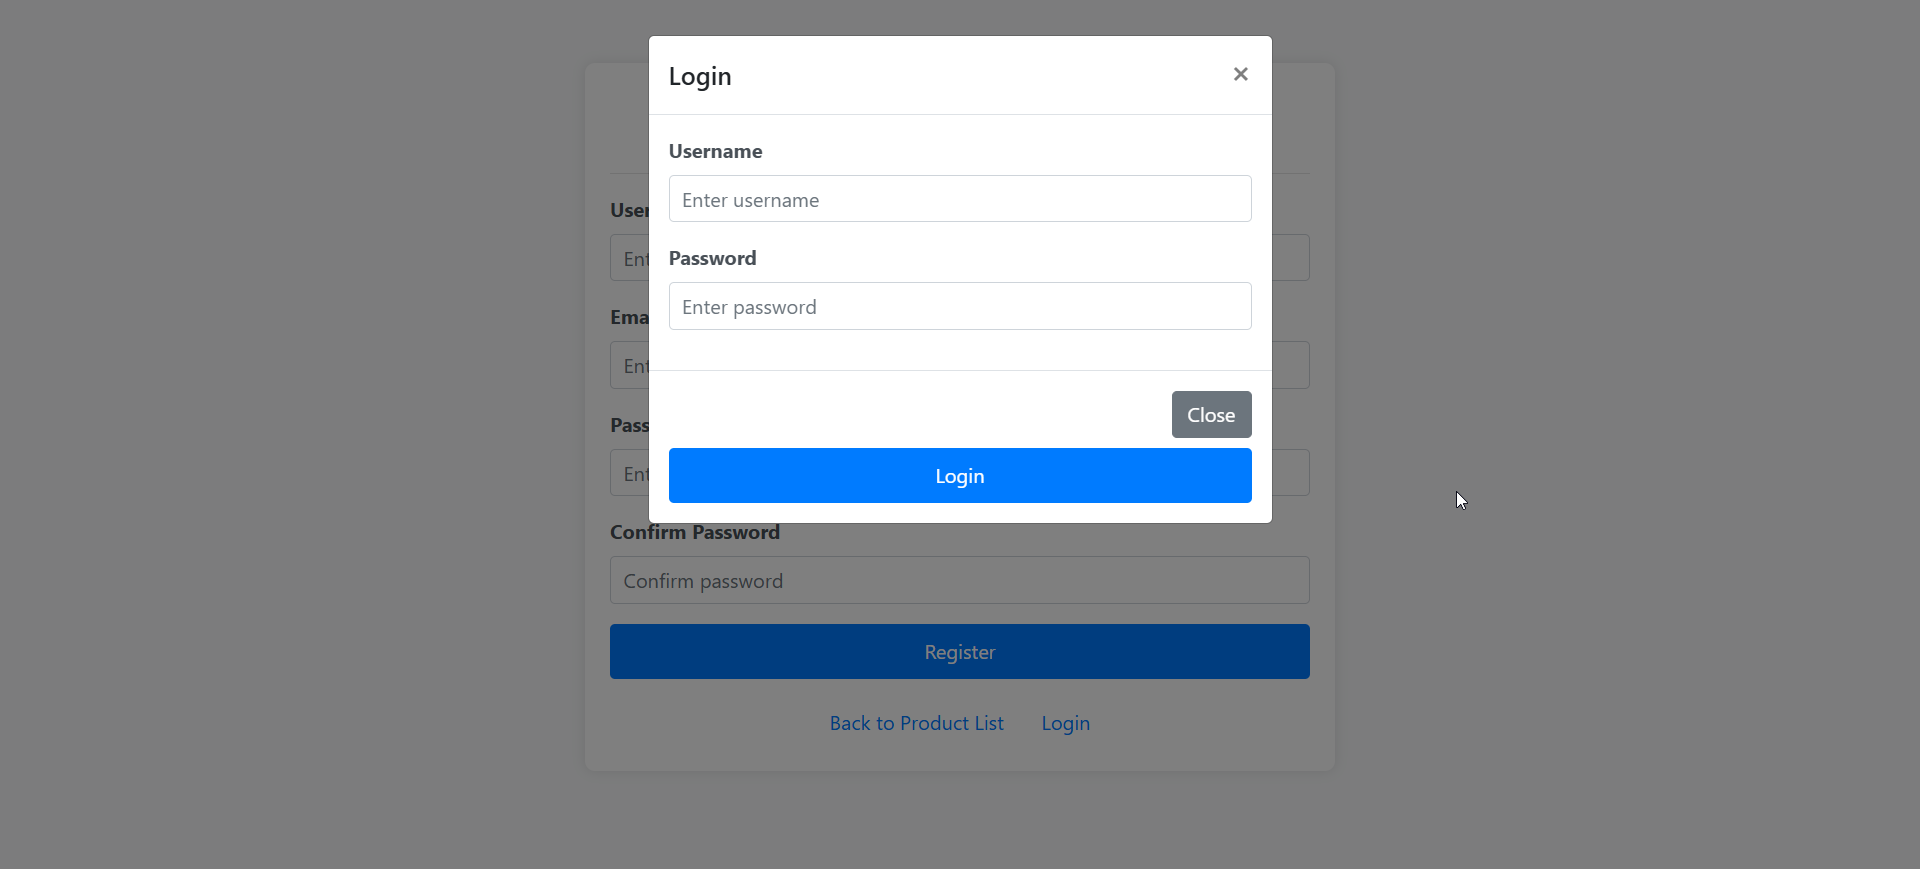 Login
×
Username
Enter username
Password
Enter password
Close
Login
User
Ent
Ema
Ent
Pass
Ent
Confirm Password
Confirm password
Register
Back to Product List
Login